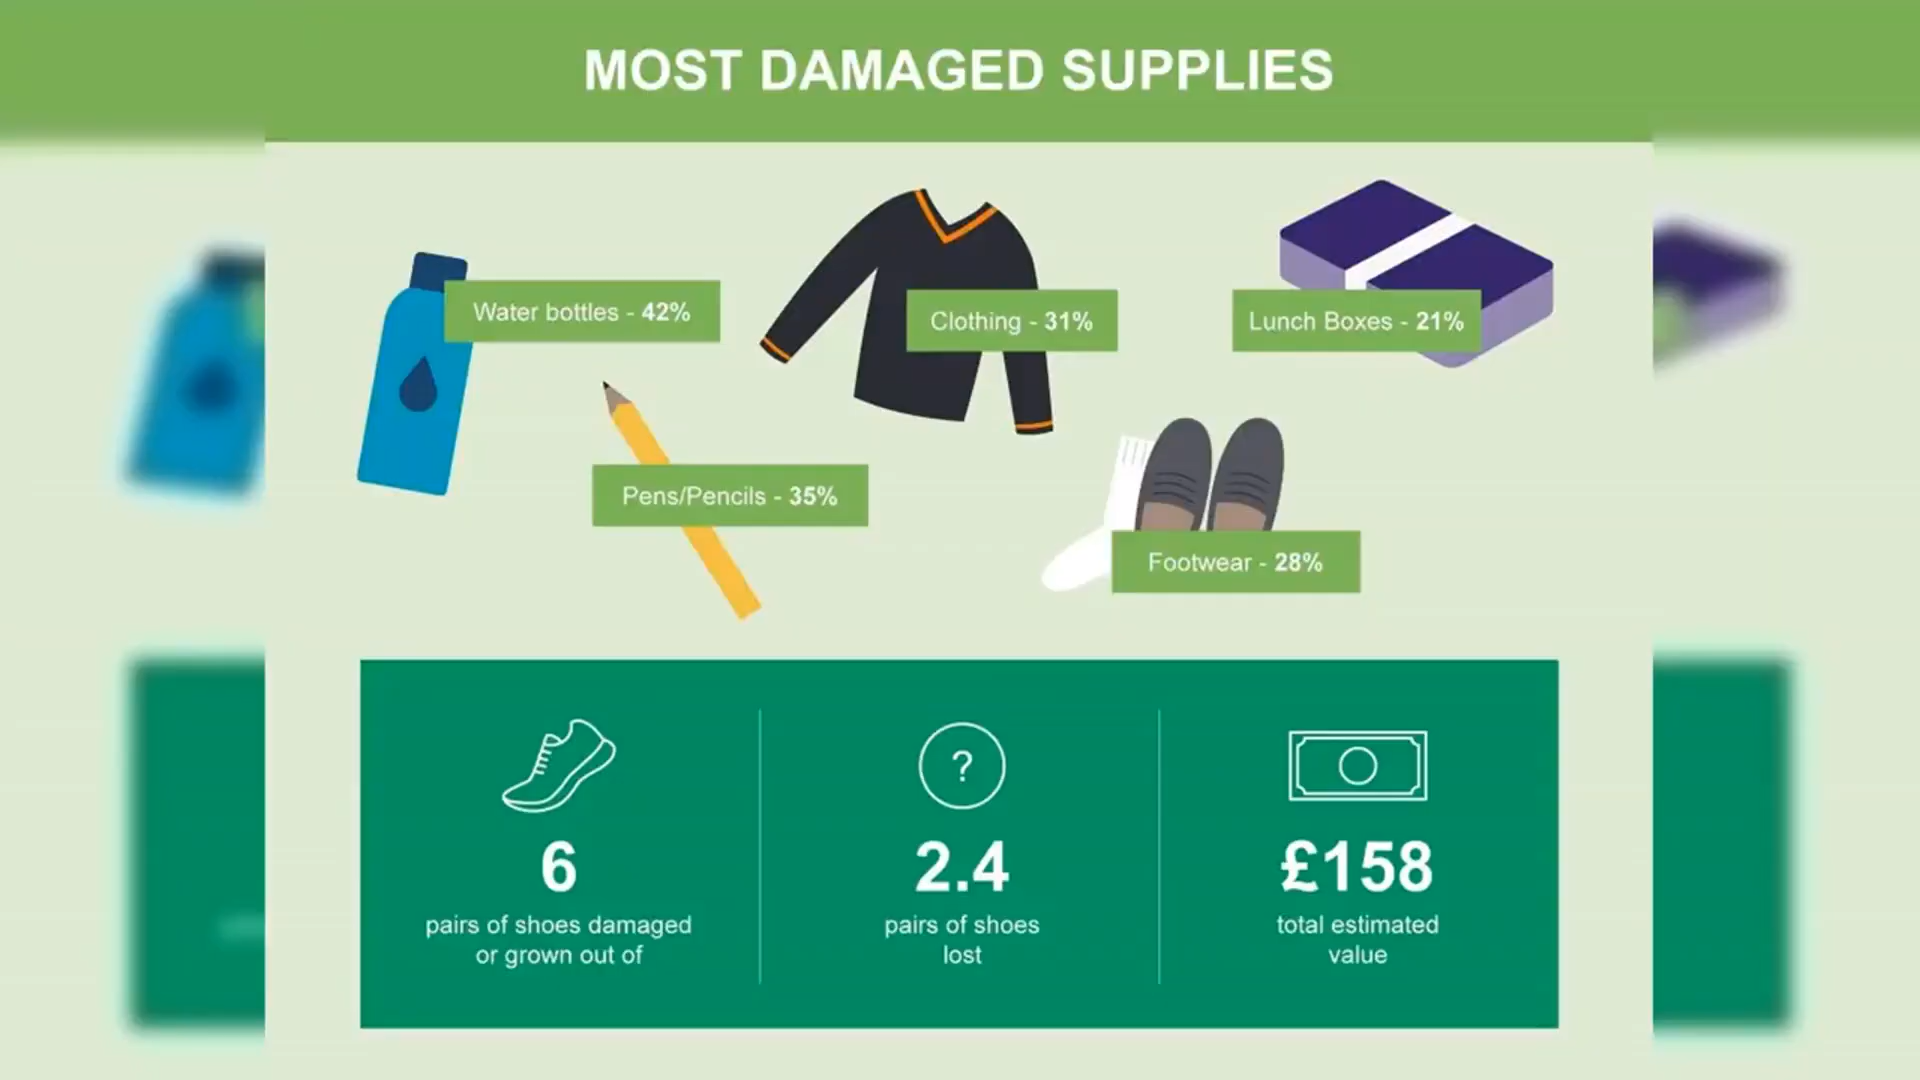 MOST DAMAGED SUPPLIES
Water bottles - 42%
Clothing - 31%
Lunch Boxes - 21%
Pens/Pencils - 35%
Footwear - 28%
?
6
pairs of shoes damaged
or grown out of
2.4
pairs of shoes
lost
£158
total estimated
value